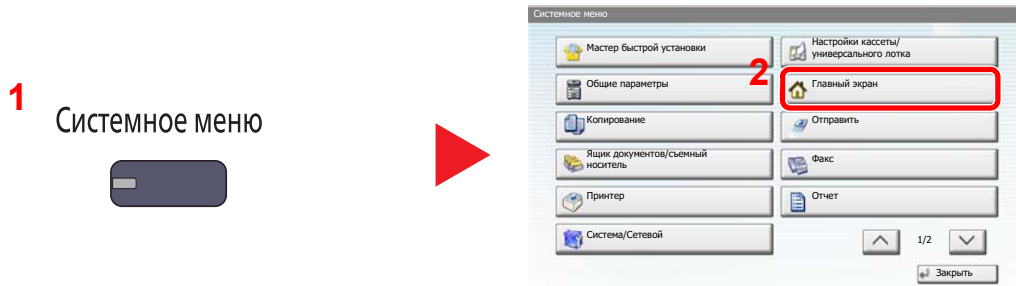 1
Системное меню
Системное меню
Мастер быстрой установки
Настройки кассеты/
универсального лотка
Общие параметры
2
Главный экран
Копирование
Отправить
Ящик документов/съемный
носитель
Факс
Принтер
Отчет
Система/Сетевой
1/2
Закрыть